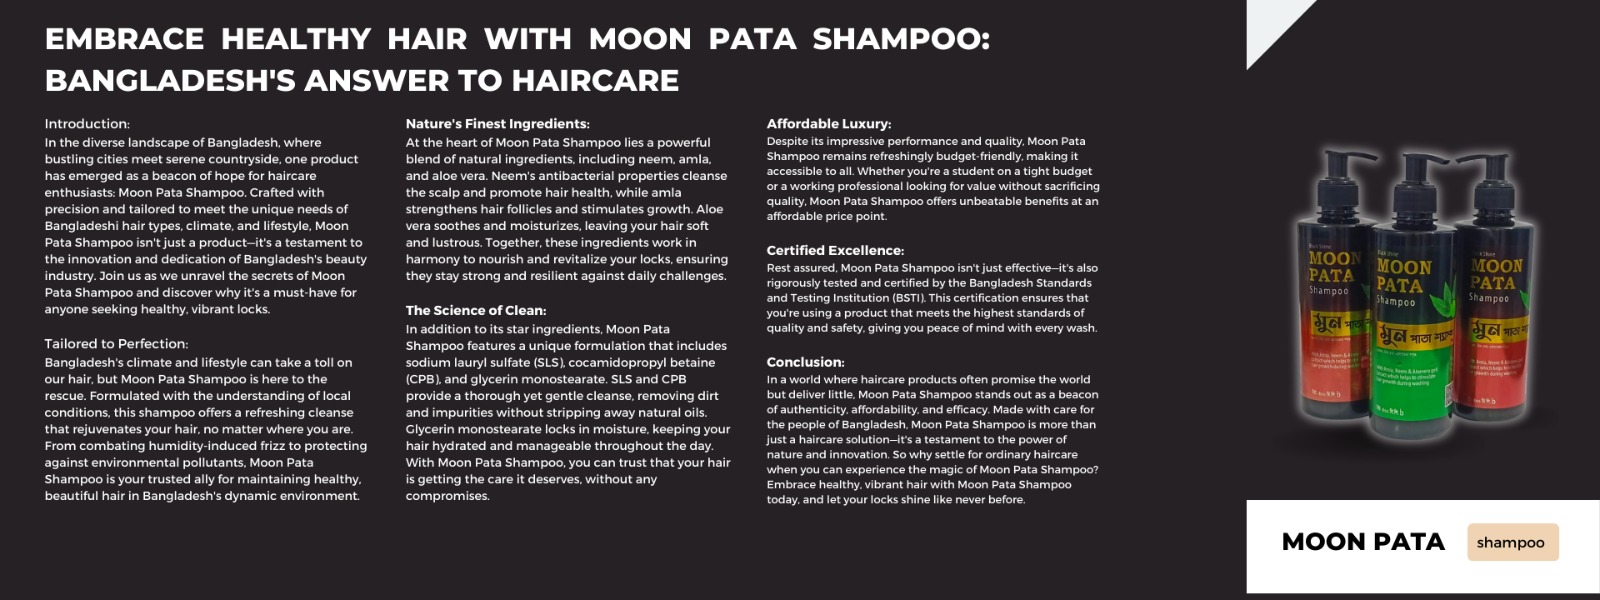 EMBRACE HEALTHY HAIR WITH MOON PATA SHAMPOO:
BANGLADESH'S ANSWER TO HAIRCARE
Introduction:
In the diverse landscape of Bangladesh, where
bustling cities meet serene countryside, one product
has emerged as a beacon of hope for haircare
enthusiasts: Moon Pata Shampoo. Crafted with
precision and tailored to meet the unique needs of
Bangladeshi hair types, climate, and lifestyle, Moon
Pata Shampoo isn't just a product—it's a testament to
the innovation and dedication of Bangladesh's beauty
industry. Join us as we unravel the secrets of Moon
Pata Shampoo and discover why it's a must-have for
anyone seeking healthy, vibrant locks.
Tailored to Perfection:
Bangladesh's climate and lifestyle can take a toll on
our hair, but Moon Pata Shampoo is here to the
rescue. Formulated with the understanding of local
conditions, this shampoo offers a refreshing cleanse
that rejuvenates your hair, no matter where you are.
From combating humidity-induced frizz to protecting
against environmental pollutants, Moon Pata
Shampoo is your trusted ally for maintaining healthy,
beautiful hair in Bangladesh's dynamic environment.
Nature's Finest Ingredients:
At the heart of Moon Pata Shampoo lies a powerful
blend of natural ingredients, including neem, amla,
and aloe vera. Neem's antibacterial properties cleanse
the scalp and promote hair health, while amla
strengthens hair follicles and stimulates growth. Aloe
vera soothes and moisturizes, leaving your hair soft
and lustrous. Together, these ingredients work in
harmony to nourish and revitalize your locks, ensuring
they stay strong and resilient against daily challenges.
The Science of Clean:
In addition to its star ingredients, Moon Pata
Shampoo features a unique formulation that includes
sodium lauryl sulfate (SLS), cocamidopropyl betaine
(CPB), and glycerin monostearate. SLS and CPB
provide a thorough yet gentle cleanse, removing dirt
and impurities without stripping away natural oils.
Glycerin monostearate locks in moisture, keeping your
hair hydrated and manageable throughout the day.
With Moon Pata Shampoo, you can trust that your hair
is getting the care it deserves, without any
compromises.
Affordable Luxury:
Despite its impressive performance and quality, Moon Pata
Shampoo remains refreshingly budget-friendly, making it
accessible to all. Whether you're a student on a tight budget
or a working professional looking for value without sacrificing
quality, Moon Pata Shampoo offers unbeatable benefits at an
affordable price point.
Certified Excellence:
Rest assured, Moon Pata Shampoo isn't just effective—it's also
rigorously tested and certified by the Bangladesh Standards
and Testing Institution (BSTI). This certification ensures that
you're using a product that meets the highest standards of
quality and safety, giving you peace of mind with every wash.
Conclusion:
In a world where haircare products often promise the world
but deliver little, Moon Pata Shampoo stands out as a beacon
of authenticity, affordability, and efficacy. Made with care for
the people of Bangladesh, Moon Pata Shampoo is more than
just a haircare solution—it's a testament to the power of
nature and innovation. So why settle for ordinary haircare
when you can experience the magic of Moon Pata Shampoo?
Embrace healthy, vibrant hair with Moon Pata Shampoo
today, and let your locks shine like never before.
MOON
PATA
Shampoo
মুন পাতা
MOON
PATA
Shampoo
মুন পাতা
MOON
PATA
Shampoo
মুন পাতা
MOON PATA
shampoo